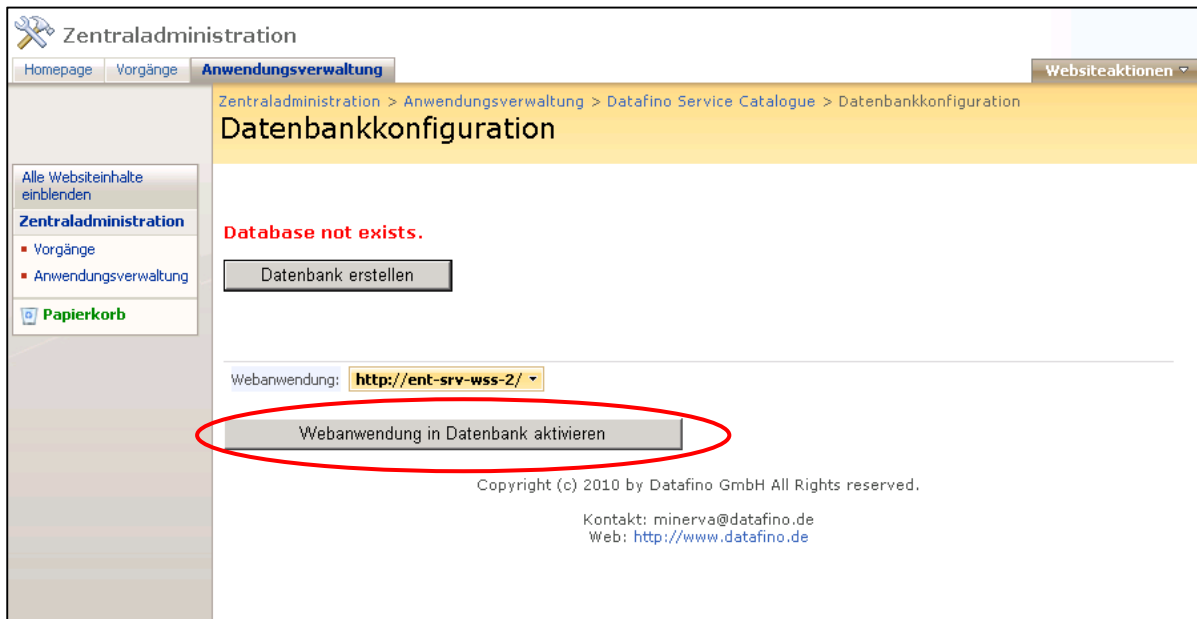 Zentraladministration
Homepage Vorgänge Anwendungsverwaltung Websiteaktionen
Zentraladministration > Anwendungsverwaltung > Datafino Service Catalogue > Datenbankkonfiguration
Datenbankkonfiguration
Alle Websiteinhalte
einblenden
Zentraladministration
Vorgänge
Anwendungsverwaltung
Papierkorb
Database not exists.
Datenbank erstellen
Webanwendung: http://ent-srv-wss-2/
Webanwendung in Datenbank aktivieren
Copyright (c) 2010 by Datafino GmbH All Rights reserved.
Kontakt: minerva@datafino.de
Web: http://www.datafino.de